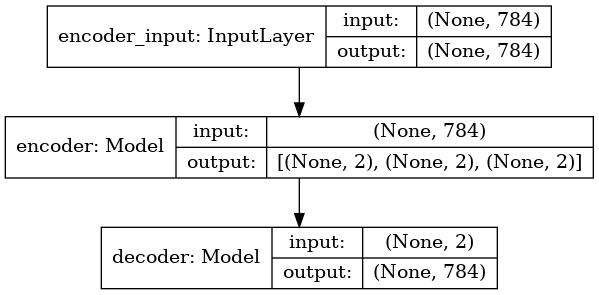 encoder_input: InputLayer
input: (None, 784)
output: (None, 784)
encoder: Model
input: (None, 784)
output: [(None, 2), (None, 2), (None, 2)]
decoder: Model
input: (None, 2)
output: (None, 784)